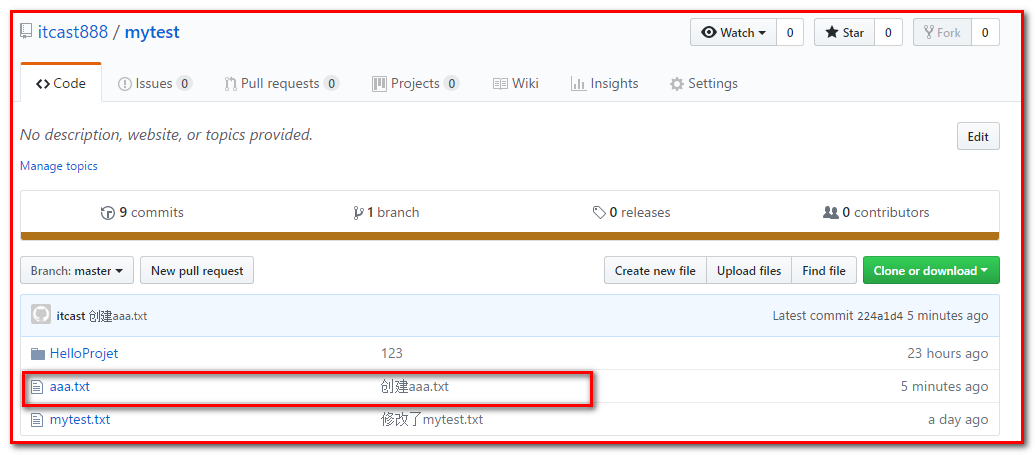 itcast888 / mytest
Watch 0 Star 0 Fork 0
Code Issues 0 Pull requests 0 Projects 0 Wiki Insights Settings
No description, website, or topics provided. Edit
Manage topics
9 commits 1 branch 0 releases 0 contributors
Branch: master New pull request Create new file Upload files Find file Clone or download
itcast 创建aaa.txt Latest commit 224a1d4 5 minutes ago
HelloProjet 123 23 hours ago
aaa.txt 创建aaa.txt 5 minutes ago
mytest.txt 修改了mytest.txt a day ago